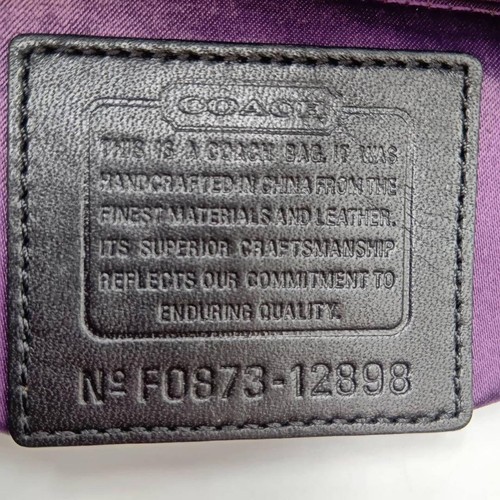 COACH
THIS IS A COACH BAG. IT WAS
HANDCRAFTED IN CHINA FROM THE
FINEST MATERIALS AND LEATHER.
ITS SUPERIOR CRAFTSMANSHIP
REFLECTS OUR COMMITMENT TO
ENDURING QUALITY.
Nº F0873-12898